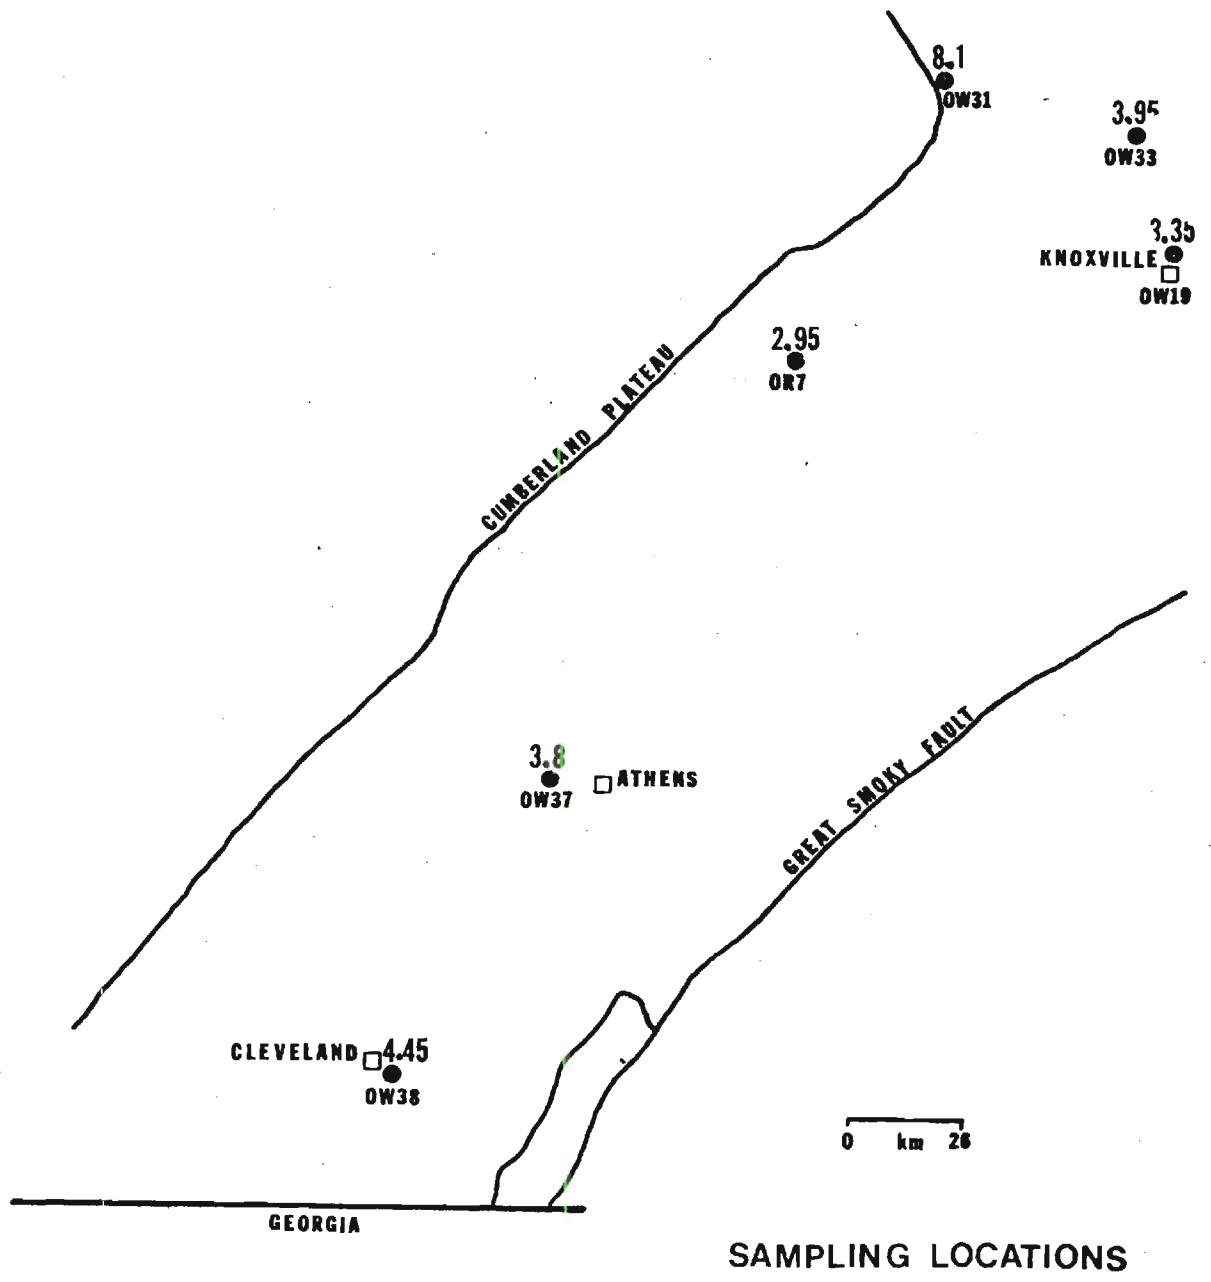 8.1
OW31
3.95
OW33
3.35
KNOXVILLE
OW19
2.95
OR7
CUMBERLAND PLATEAU
GREAT SMOKY FAULT
3.8
OW37
ATHENS
CLEVELAND
4.45
OW38
0 km 26
GEORGIA
SAMPLING LOCATIONS